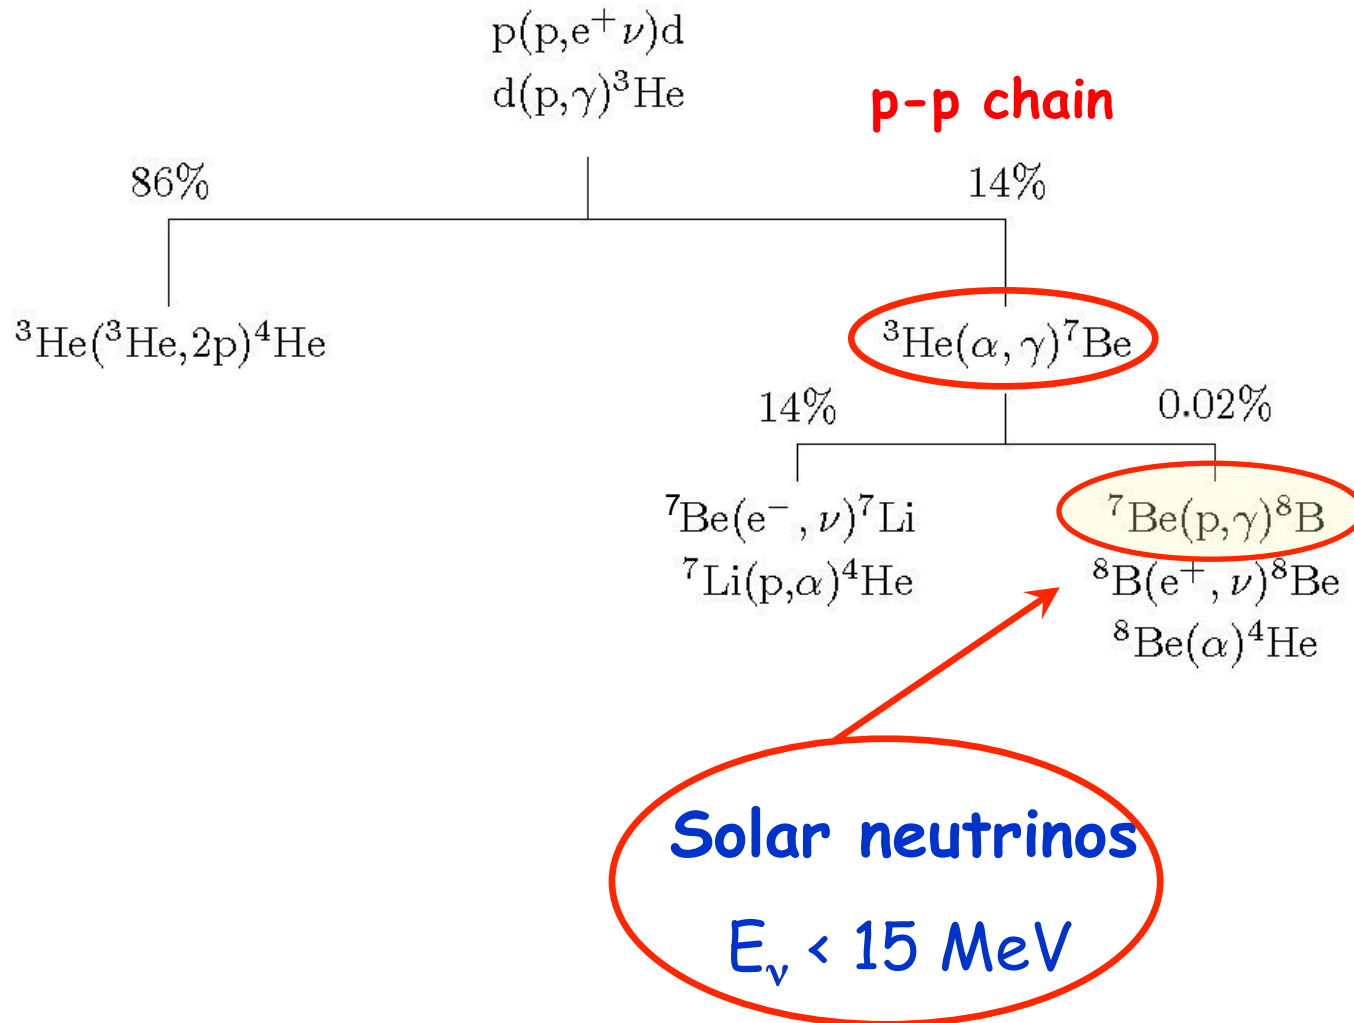 p(p,e⁺ ν)d
d(p,γ)³He
p-p chain
86%
14%
³He(³He,2p)⁴He
³He(α, γ)⁷Be
14%
0.02%
⁷Be(e⁻, ν)⁷Li
⁷Li(p,α)⁴He
⁷Be(p,γ)⁸B
⁸B(e⁺, ν)⁸Be
⁸Be(α)⁴He
Solar neutrinos
Eᵥ < 15 MeV